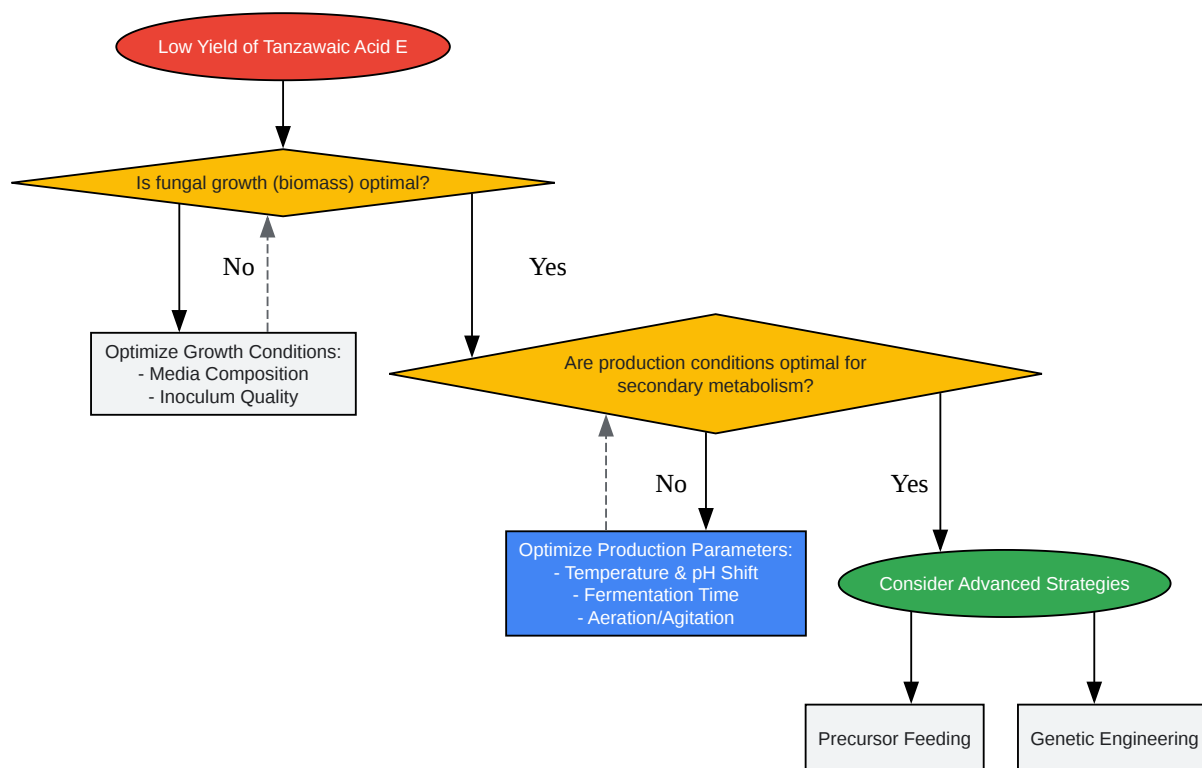 Low Yield of Tanzawaic Acid E
Is fungal growth (biomass) optimal?
No
Yes
Optimize Growth Conditions:
- Media Composition
- Inoculum Quality
Are production conditions optimal for
secondary metabolism?
No
Yes
Optimize Production Parameters:
- Temperature & pH Shift
- Fermentation Time
- Aeration/Agitation
Consider Advanced Strategies
Precursor Feeding
Genetic Engineering